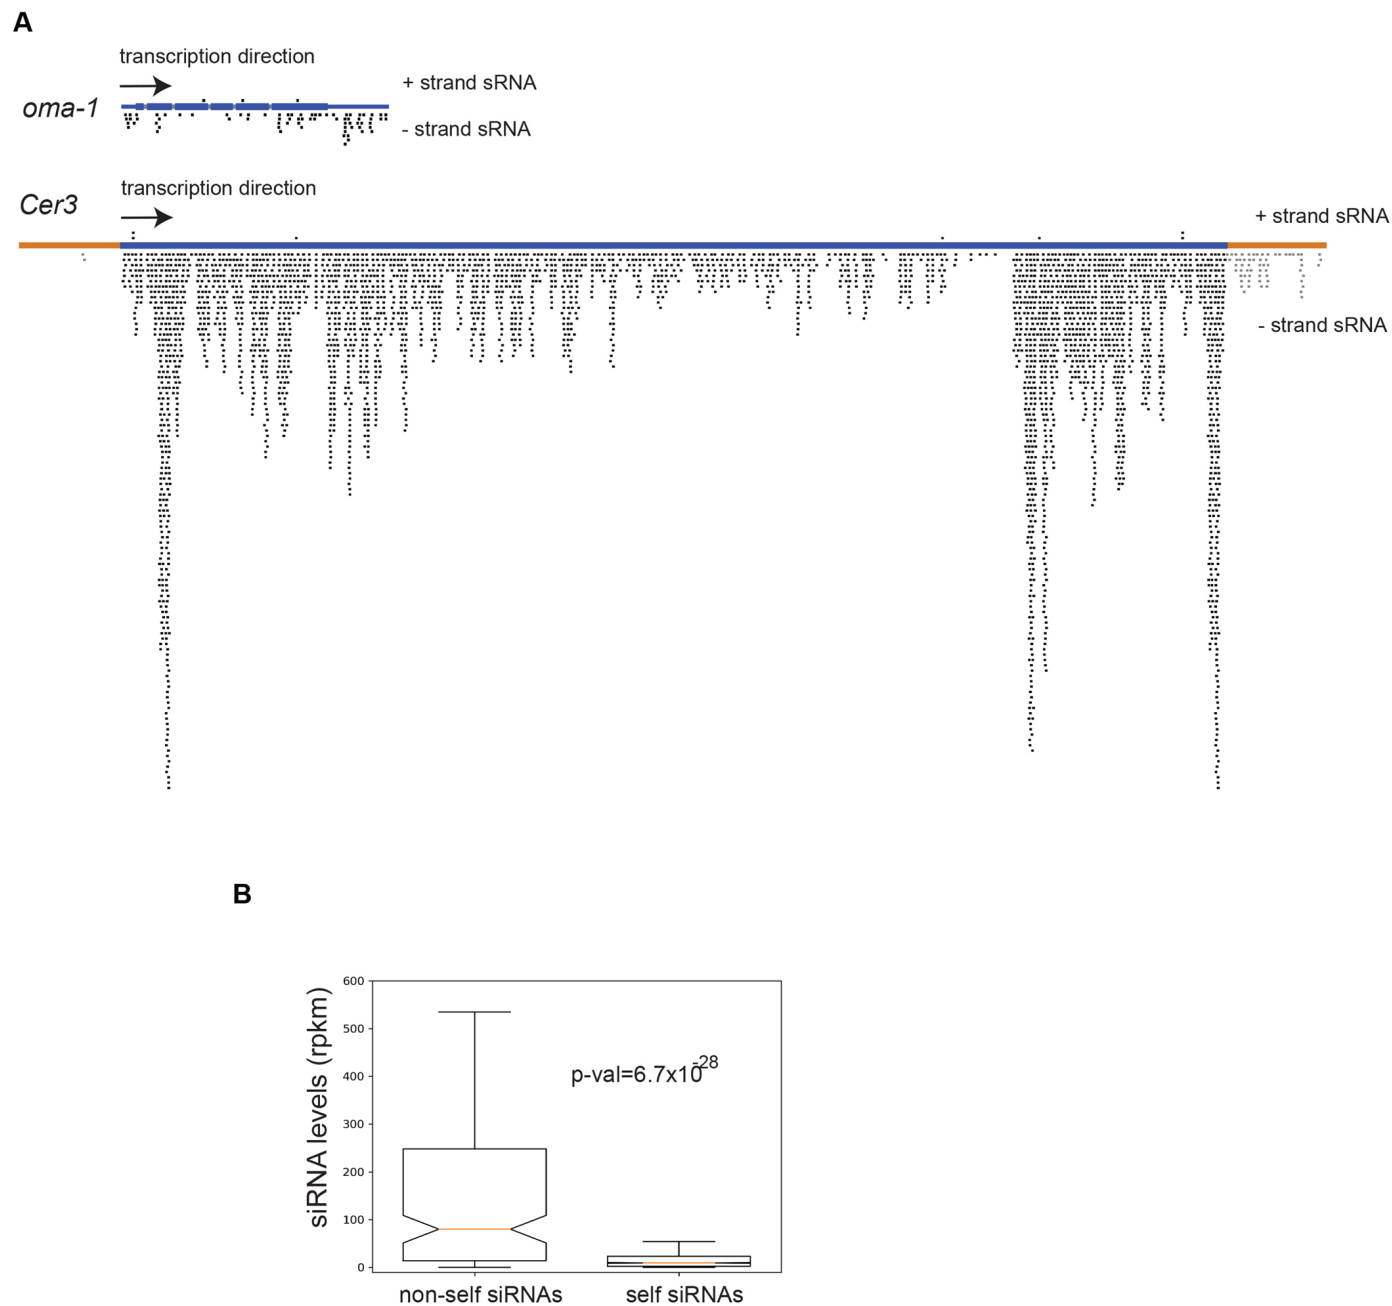 A
transcription direction
+ strand sRNA
oma-1
- strand sRNA
transcription direction
Cer3
+ strand sRNA
- strand sRNA
B
600
500
400
300
200
100
0
siRNA levels (rpkm)
p-val=6.7x10-28
non-self siRNAs
self siRNAs